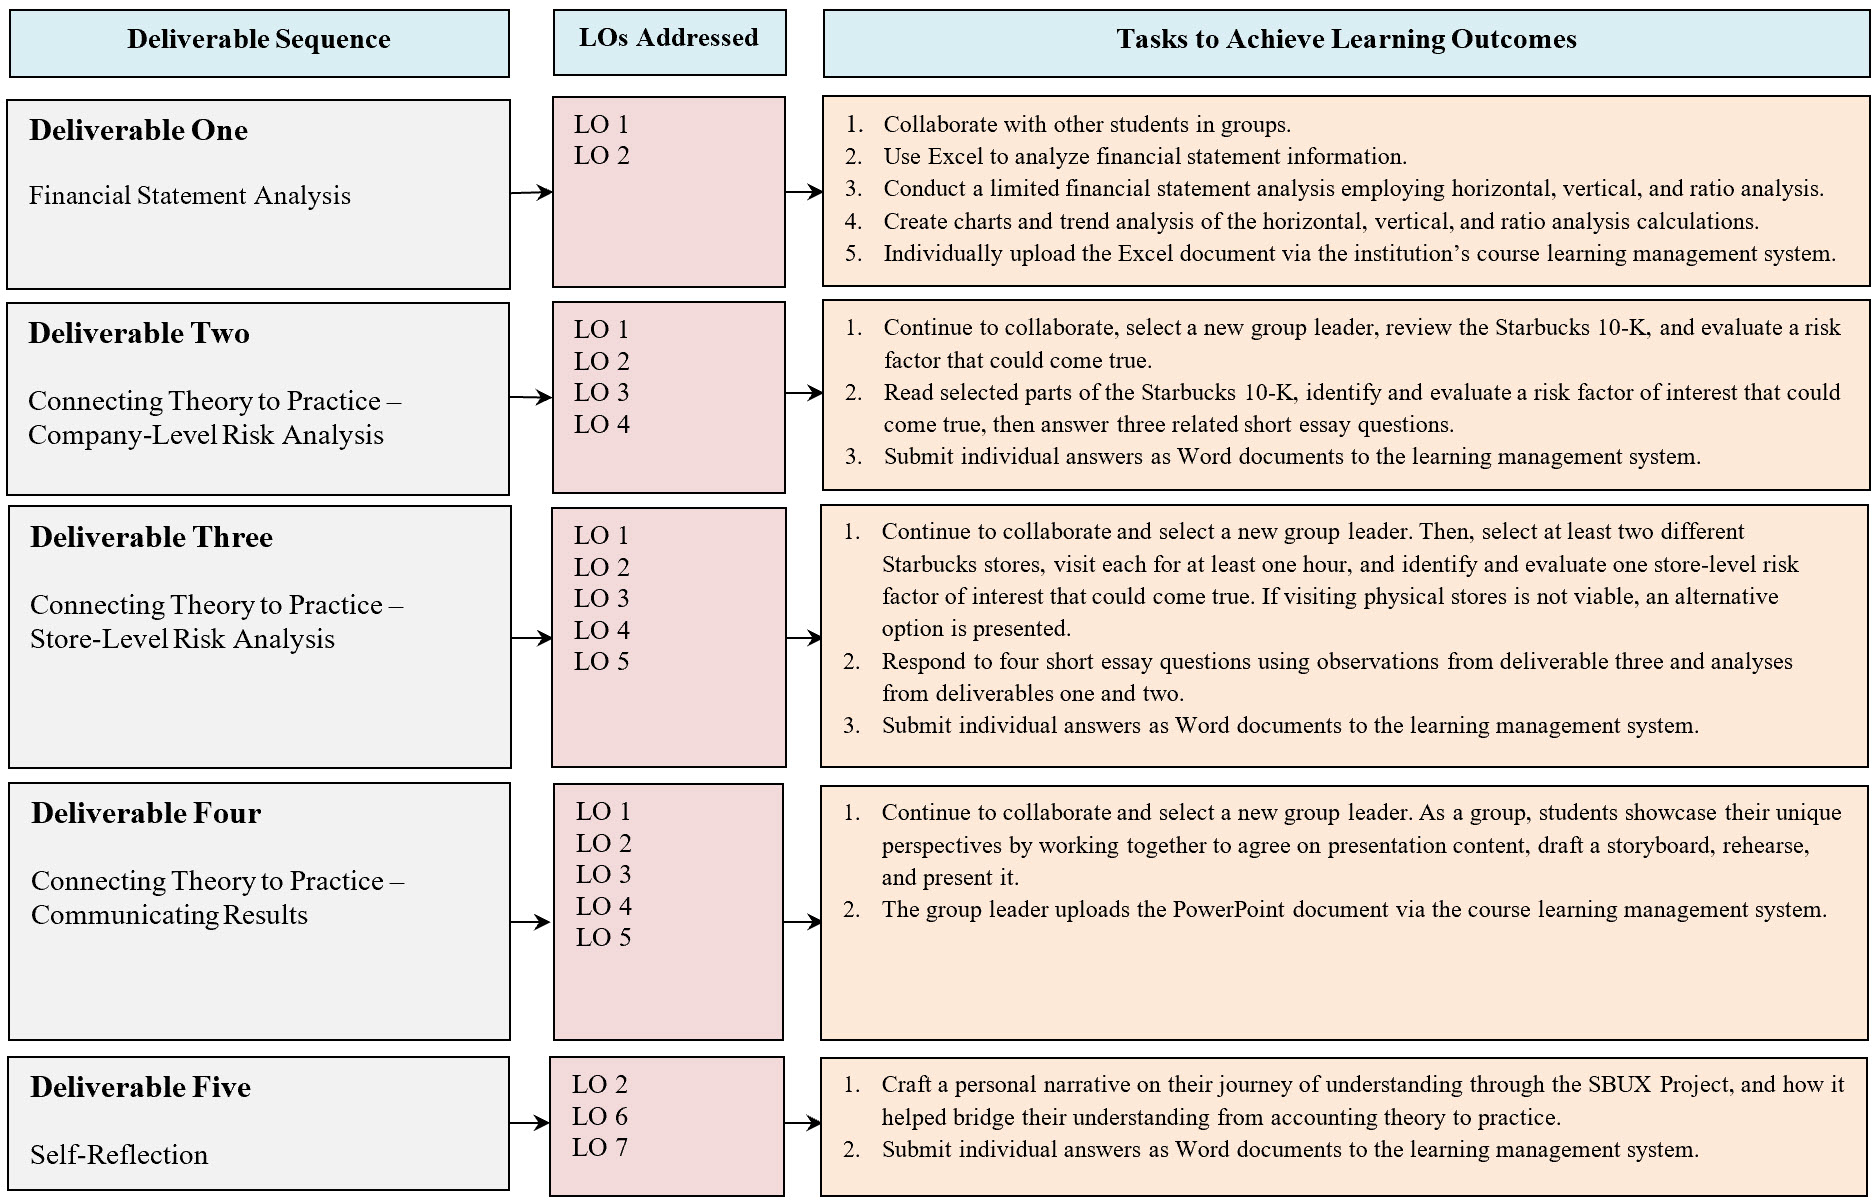 Deliverable Sequence
LOs Addressed
Tasks to Achieve Learning Outcomes
Deliverable One
Financial Statement Analysis
LO 1
LO 2
1. Collaborate with other students in groups.
2. Use Excel to analyze financial statement information.
3. Conduct a limited financial statement analysis employing horizontal, vertical, and ratio analysis.
4. Create charts and trend analysis of the horizontal, vertical, and ratio analysis calculations.
5. Individually upload the Excel document via the institution’s course learning management system.
Deliverable Two
Connecting Theory to Practice –
Company-Level Risk Analysis
LO 1
LO 2
LO 3
LO 4
1. Continue to collaborate, select a new group leader, review the Starbucks 10-K, and evaluate a risk
factor that could come true.
2. Read selected parts of the Starbucks 10-K, identify and evaluate a risk factor of interest that could
come true, then answer three related short essay questions.
3. Submit individual answers as Word documents to the learning management system.
Deliverable Three
Connecting Theory to Practice –
Store-Level Risk Analysis
LO 1
LO 2
LO 3
LO 4
LO 5
1. Continue to collaborate and select a new group leader. Then, select at least two different
Starbucks stores, visit each for at least one hour, and identify and evaluate one store-level risk
factor of interest that could come true. If visiting physical stores is not viable, an alternative
option is presented.
2. Respond to four short essay questions using observations from deliverable three and analyses
from deliverables one and two.
3. Submit individual answers as Word documents to the learning management system.
Deliverable Four
Connecting Theory to Practice –
Communicating Results
LO 1
LO 2
LO 3
LO 4
LO 5
1. Continue to collaborate and select a new group leader. As a group, students showcase their unique
perspectives by working together to agree on presentation content, draft a storyboard, rehearse,
and present it.
2. The group leader uploads the PowerPoint document via the course learning management system.
Deliverable Five
Self-Reflection
LO 2
LO 6
LO 7
1. Craft a personal narrative on their journey of understanding through the SBUX Project, and how it
helped bridge their understanding from accounting theory to practice.
2. Submit individual answers as Word documents to the learning management system.